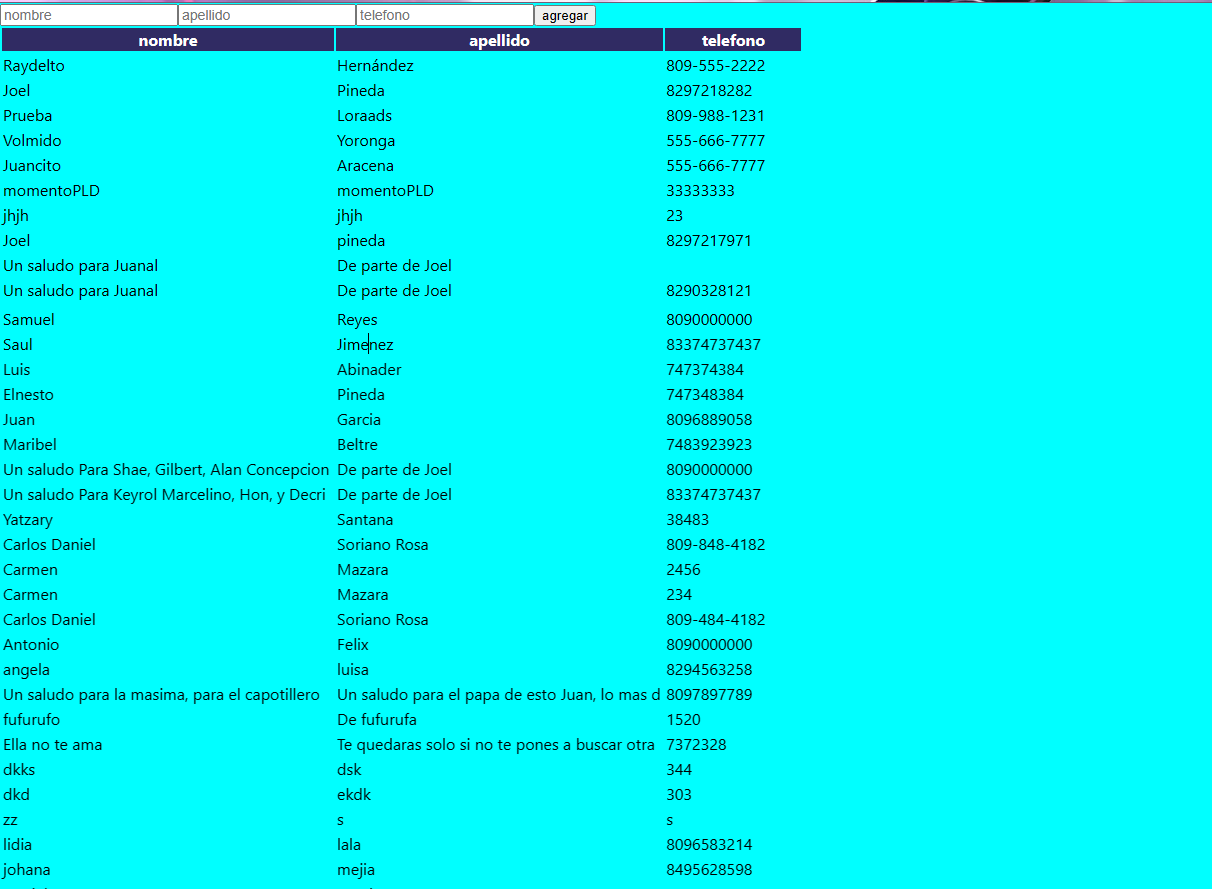 nombre apellido telefono agregar
nombre apellido telefono
Raydelto Hernández 809-555-2222
Joel Pineda 8297218282
Prueba Loraads 809-988-1231
Volmido Yoronga 555-666-7777
Juancito Aracena 555-666-7777
momentoPLD momentoPLD 33333333
jhjh jhjh 23
Joel pineda 8297217971
Un saludo para Juanal De parte de Joel
Un saludo para Juanal De parte de Joel 8290328121
Samuel Reyes 8090000000
Saul Jimenez 83374737437
Luis Abinader 747374384
Elnesto Pineda 747348384
Juan Garcia 8096889058
Maribel Beltre 7483923923
Un saludo Para Shae, Gilbert, Alan Concepcion De parte de Joel 8090000000
Un saludo Para Keyrol Marcelino, Hon, y Decri De parte de Joel 83374737437
Yatzary Santana 38483
Carlos Daniel Soriano Rosa 809-848-4182
Carmen Mazara 2456
Carmen Mazara 234
Carlos Daniel Soriano Rosa 809-484-4182
Antonio Felix 8090000000
angela luisa 8294563258
Un saludo para la masima, para el capotillero Un saludo para el papa de esto Juan, lo mas d 8097897789
fufurufo De fufurufa 1520
Ella no te ama Te quedaras solo si no te pones a buscar otra 7372328
dkks dsk 344
dkd ekdk 303
zz s s
lidia lala 8096583214
johana mejia 8495628598